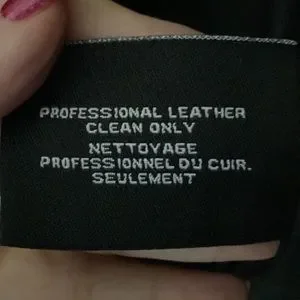 PROFESSIONAL LEATHER
CLEAN ONLY
NETTOYAGE
PROFESSIONNEL DU CUIR.
SEULEMENT